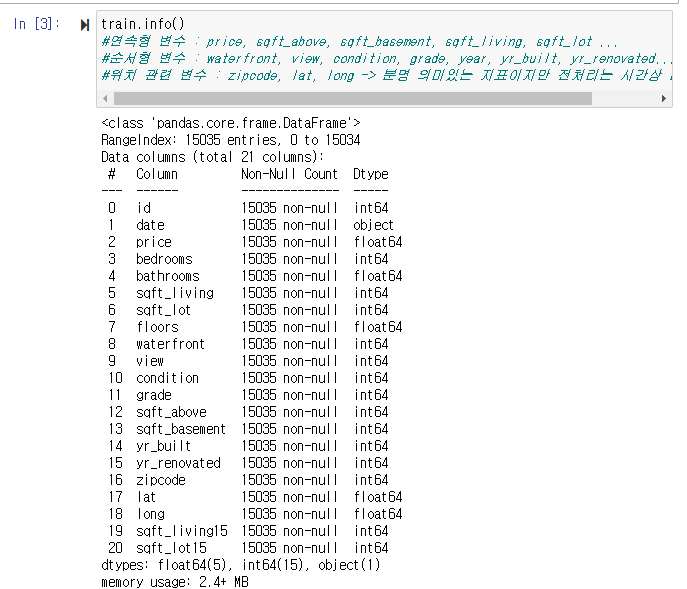 In [3]:
train.info()
#연속형 변수 : price, sqft_above, sqft_basement, sqft_living, sqft_lot ...
#순서형 변수 : waterfront, view, condition, grade, year, yr_built, yr_renovated...
#위치 관련 변수 : zipcode, lat, long -> 분명 의미있는 지표이지만 전처리는 시간상
<class 'pandas.core.frame.DataFrame'>
RangeIndex: 15035 entries, 0 to 15034
Data columns (total 21 columns):
# Column Non-Null Count Dtype
--- ------ -------------- -----
0 id 15035 non-null int64
1 date 15035 non-null object
2 price 15035 non-null float64
3 bedrooms 15035 non-null int64
4 bathrooms 15035 non-null float64
5 sqft_living 15035 non-null int64
6 sqft_lot 15035 non-null int64
7 floors 15035 non-null float64
8 waterfront 15035 non-null int64
9 view 15035 non-null int64
10 condition 15035 non-null int64
11 grade 15035 non-null int64
12 sqft_above 15035 non-null int64
13 sqft_basement 15035 non-null int64
14 yr_built 15035 non-null int64
15 yr_renovated 15035 non-null int64
16 zipcode 15035 non-null int64
17 lat 15035 non-null float64
18 long 15035 non-null float64
19 sqft_living15 15035 non-null int64
20 sqft_lot15 15035 non-null int64
dtypes: float64(5), int64(15), object(1)
memory usage: 2.4+ MB